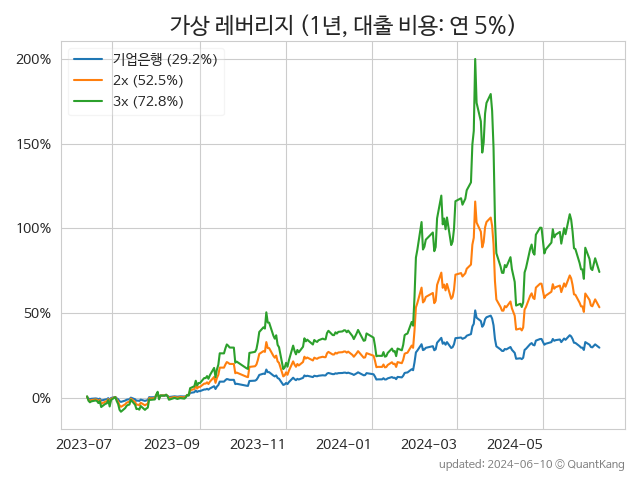 가상 레버리지 (1년, 대출 비용: 연 5%)
기업은행 (29.2%)
2x (52.5%)
3x (72.8%)
200%
150%
100%
50%
0%
2023-07 2023-09 2023-11 2024-01 2024-03 2024-05
updated: 2024-06-10 © QuantKang